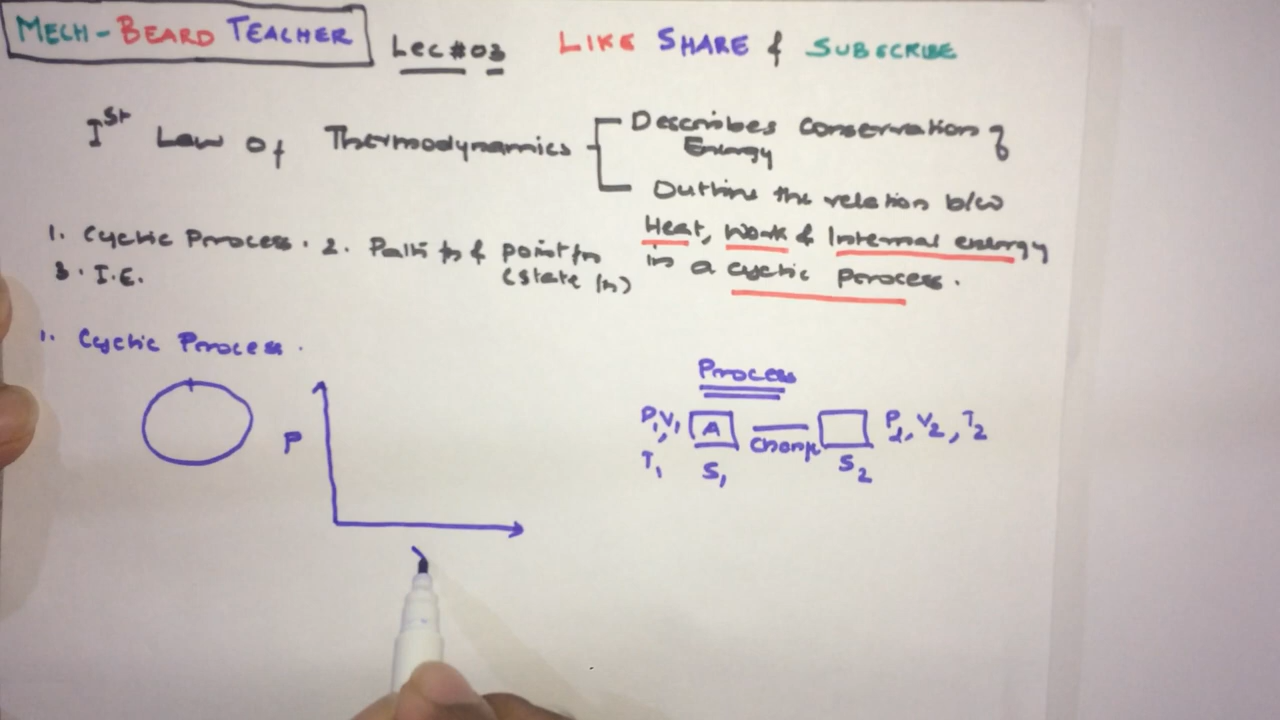 MECH-BEARD TEACHER Lec#03 LIKE SHARE & SUBSCRIBE
Ist Law of Thermodynamics
Describes conservation of
Energy
Outline the relation b/w
Heat, Work & Internal energy
in a cyclic process.
1. Cyclic Process. 2. Path fn & point fn
(state fn)
3. I.E.
1. Cyclic Process.
P
Process
P1, V1 A change P2, V2, T2
T1 S1 S2